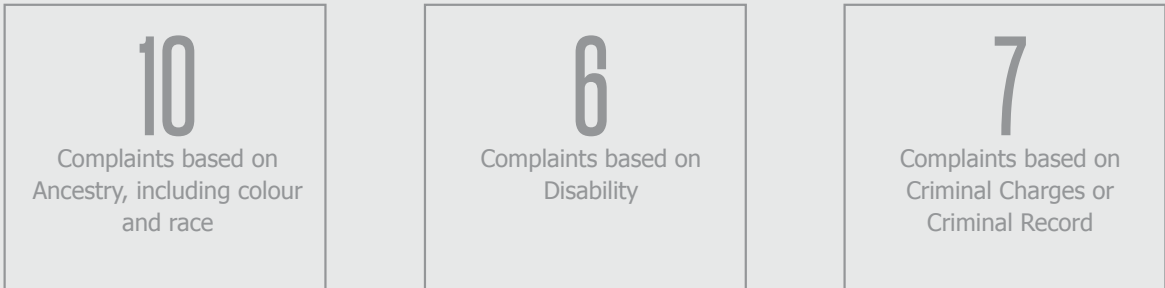 10
Complaints based on
Ancestry, including colour
and race
6
Complaints based on
Disability
7
Complaints based on
Criminal Charges or
Criminal Record